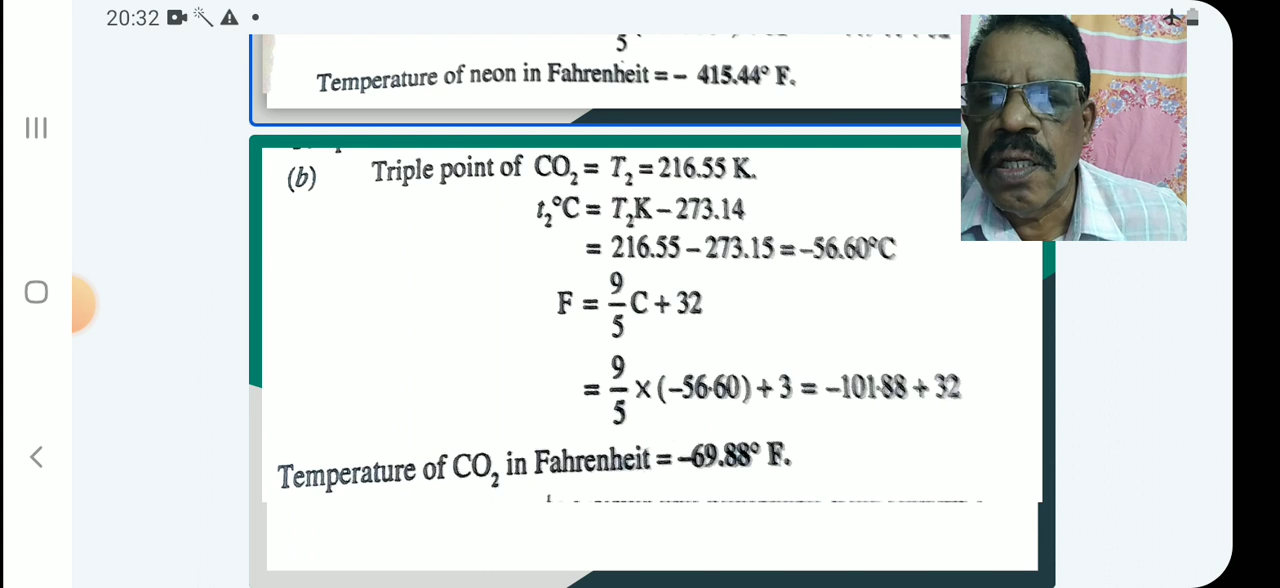 20:32
5
Temperature of neon in Fahrenheit = – 415.44° F.
(b) Triple point of CO₂ = T₂ = 216.55 K.
t₂°C = T₂K – 273.14
= 216.55 – 273.15 = –56.60°C
F = 9/5 C + 32
= 9/5 × (–56·60) + 3 = –101·88 + 32
Temperature of CO₂ in Fahrenheit = –69.88° F.